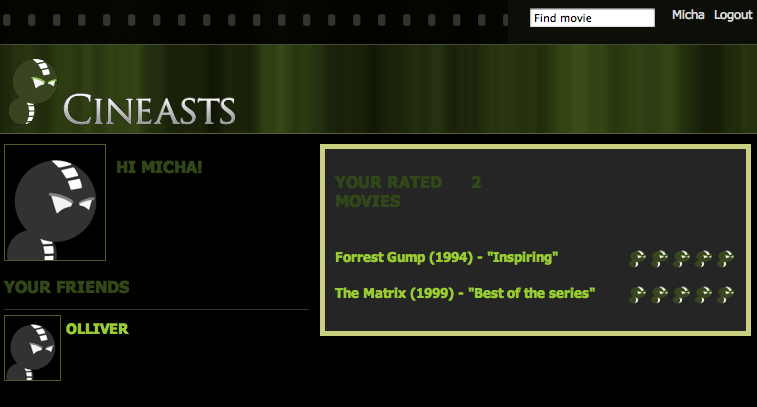 Find movie
Micha Logout
CINEASTS
HI MICHA!
YOUR FRIENDS
OLLIVER
YOUR RATED 2
MOVIES
Forrest Gump (1994) - "Inspiring"
The Matrix (1999) - "Best of the series"